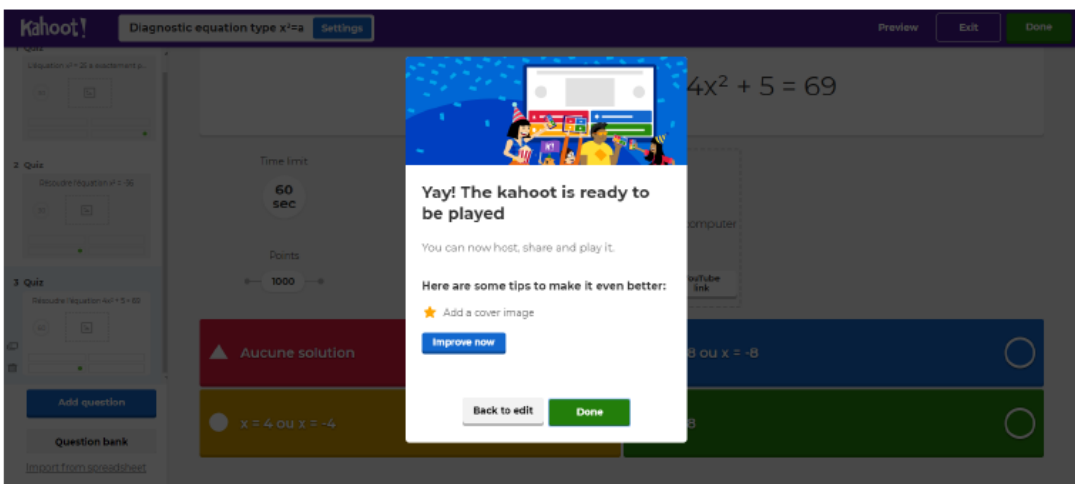 Kahoot!
Diagnostic equation type x²=a
Settings
Preview
Exit
Done
1 Quiz
L'équation x² = 25 a exactement p...
2 Quiz
Résoudre l'équation x² = -36
3 Quiz
Résoudre l'équation 4x² + 5 = 69
Add question
Question bank
Import from spreadsheet
4x² + 5 = 69
Time limit
60
sec
Points
1000
computer
YouTube
link
Aucune solution
8 ou x = -8
x = 4 ou x = -4
8
Yay! The kahoot is ready to
be played
You can now host, share and play it.
Here are some tips to make it even better:
Add a cover image
Improve now
Back to edit
Done